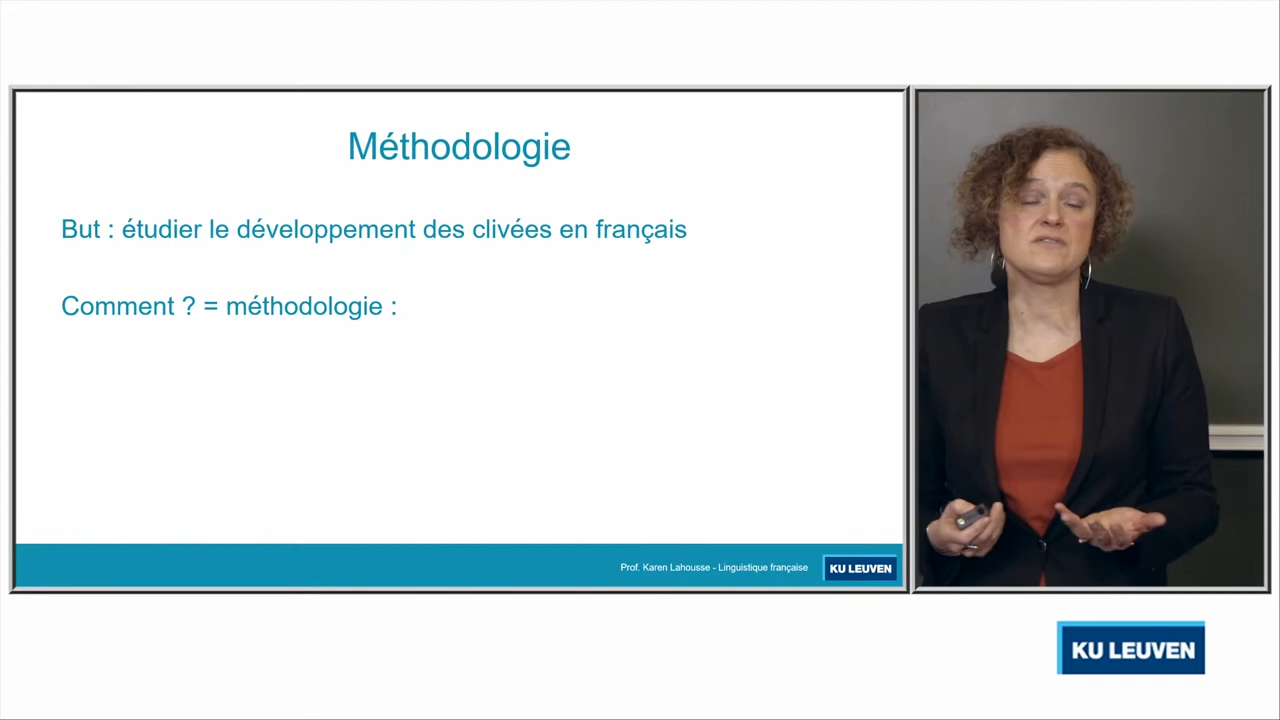 Méthodologie
But : étudier le développement des clivées en français
Comment ? = méthodologie :
Prof. Karen Lahousse - Linguistique française
KU LEUVEN
KU LEUVEN